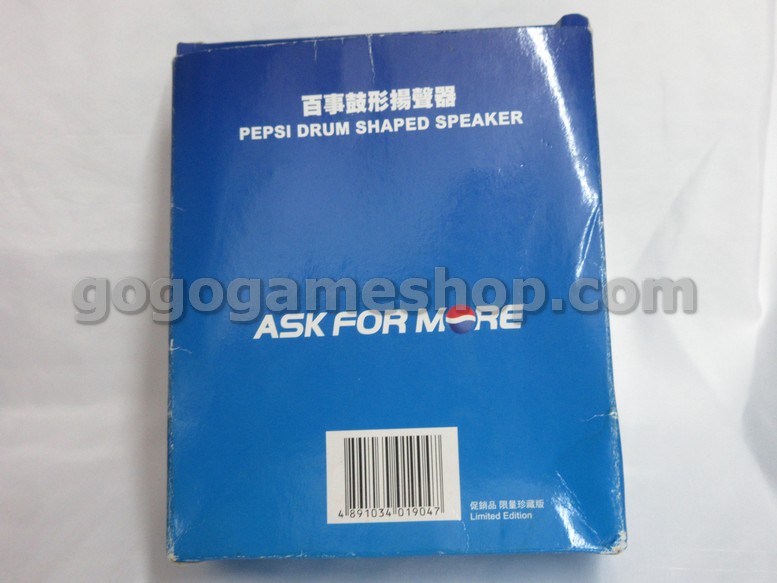 百事鼓形揚聲器
PEPSI DRUM SHAPED SPEAKER
gogogameshop.com
ASK FOR MORE
4 891034 019047
促銷品 限量珍藏版
Limited Edition